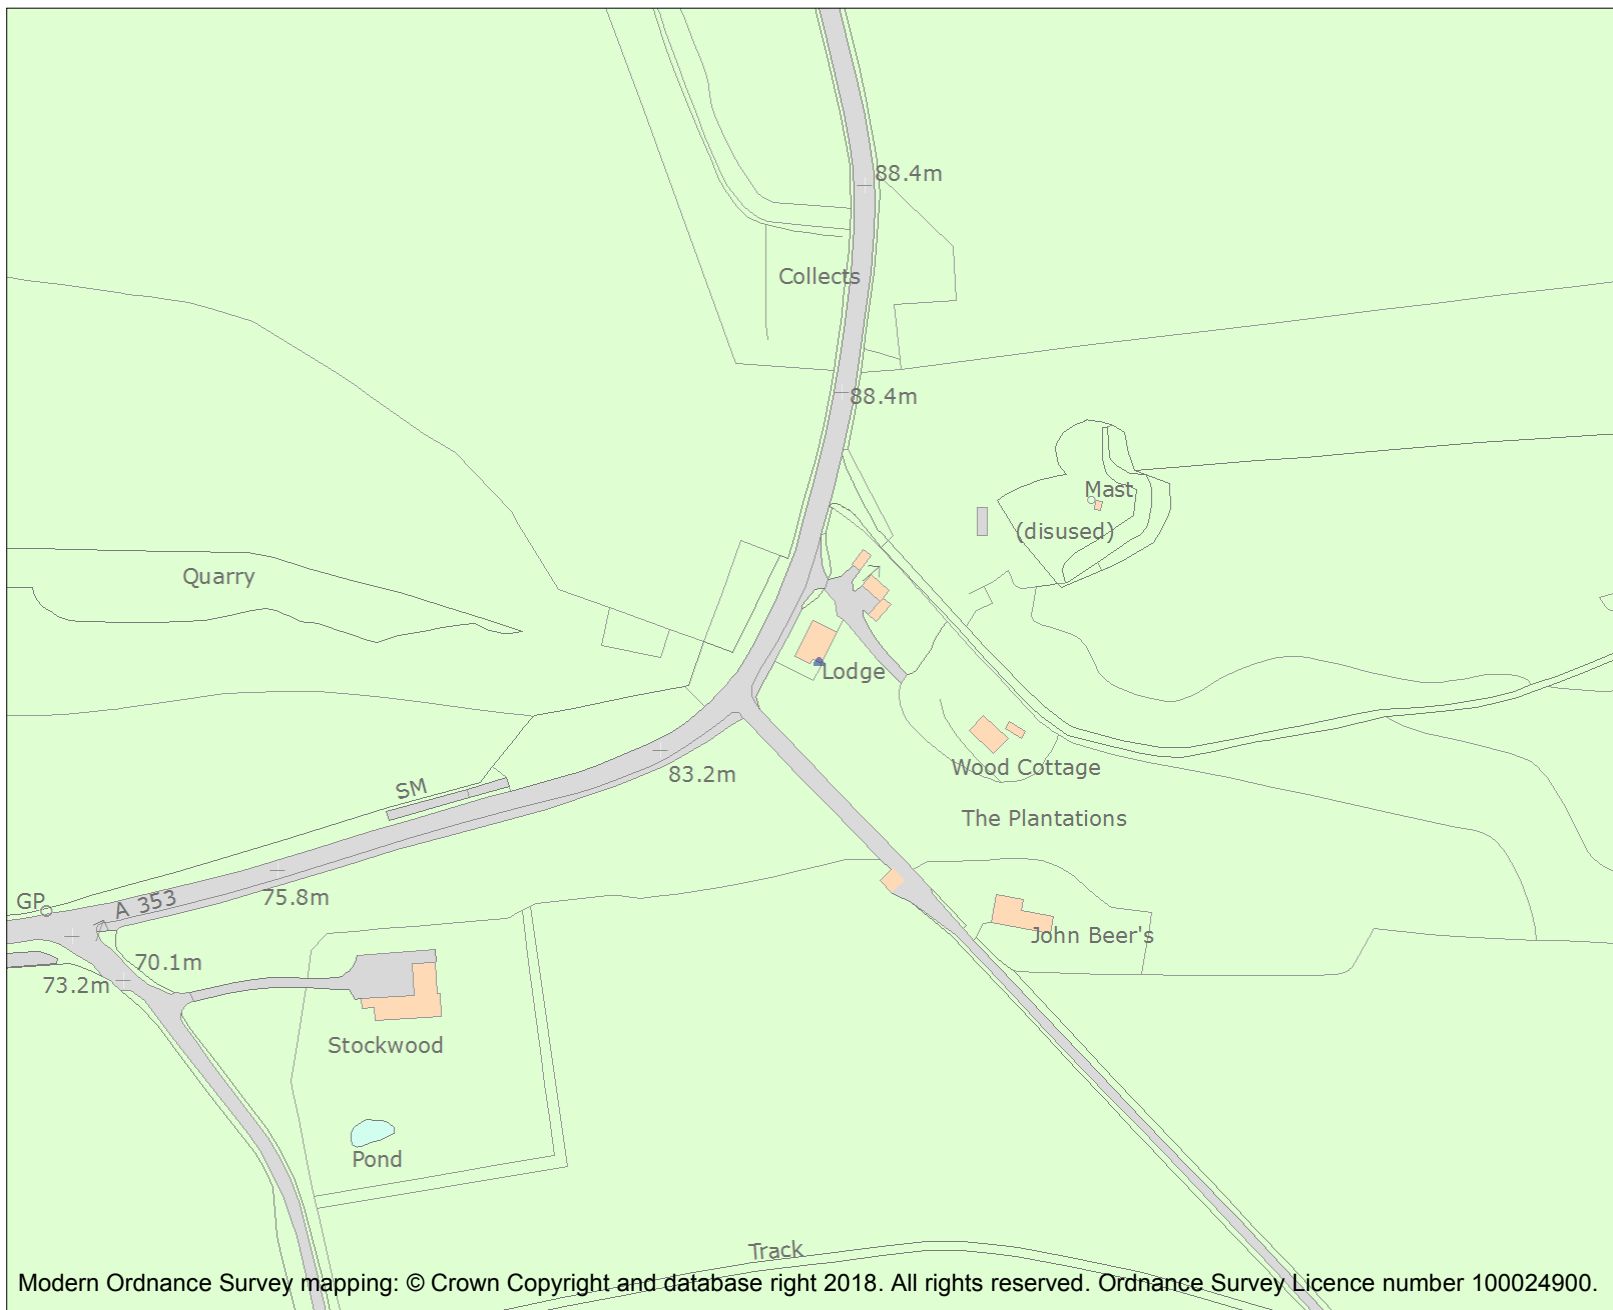 88.4m
Collects
88.4m
Mast
(disused)
Quarry
Lodge
Wood Cottage
83.2m
SM
The Plantations
75.8m
GP
A 353
John Beer's
70.1m
73.2m
Stockwood
Pond
Track
Modern Ordnance Survey mapping: © Crown Copyright and database right 2018. All rights reserved. Ordnance Survey Licence number 100024900.